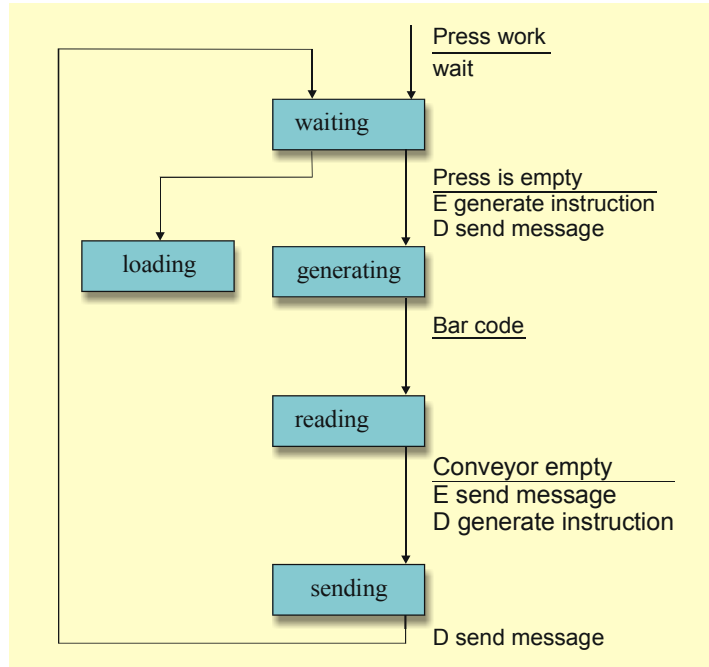 Press work
wait
waiting
Press is empty
E generate instruction
D send message
loading
generating
Bar code
reading
Conveyor empty
E send message
D generate instruction
sending
D send message